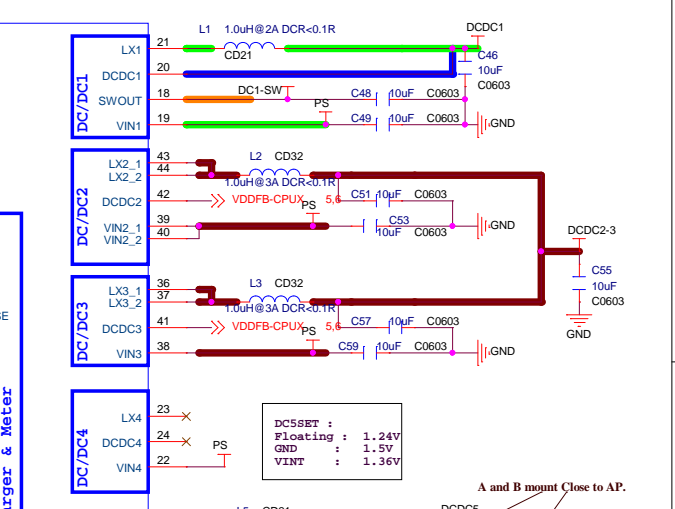 L1 1.0uH@2A DCR<0.1R
DCDC1
DC/DC1
LX1 21
CD21
C46
10uF
C0603
DCDC1 20
SWOUT 18
DC1-SW
C48 10uF C0603
PS
VIN1 19
C49 10uF C0603
GND
DC/DC2
LX2_1 43
LX2_2 44
L2 CD32
1.0uH@3A DCR<0.1R
DCDC2 42
VDDFB-CPUX 5,6
C51 10uF C0603
PS
VIN2_1 39
VIN2_2 40
C53
10uF C0603
GND
DCDC2-3
C55
10uF
C0603
GND
DC/DC3
LX3_1 36
LX3_2 37
L3 CD32
1.0uH@3A DCR<0.1R
DCDC3 41
VDDFB-CPUX 5,6
C57 10uF C0603
PS
VIN3 38
C59 10uF C0603
GND
SE
DC/DC4
LX4 23
DCDC4 24
VIN4 22
PS
DC5SET :
Floating : 1.24V
GND : 1.5V
VINT : 1.36V
rger & Meter
A and B mount Close to AP.